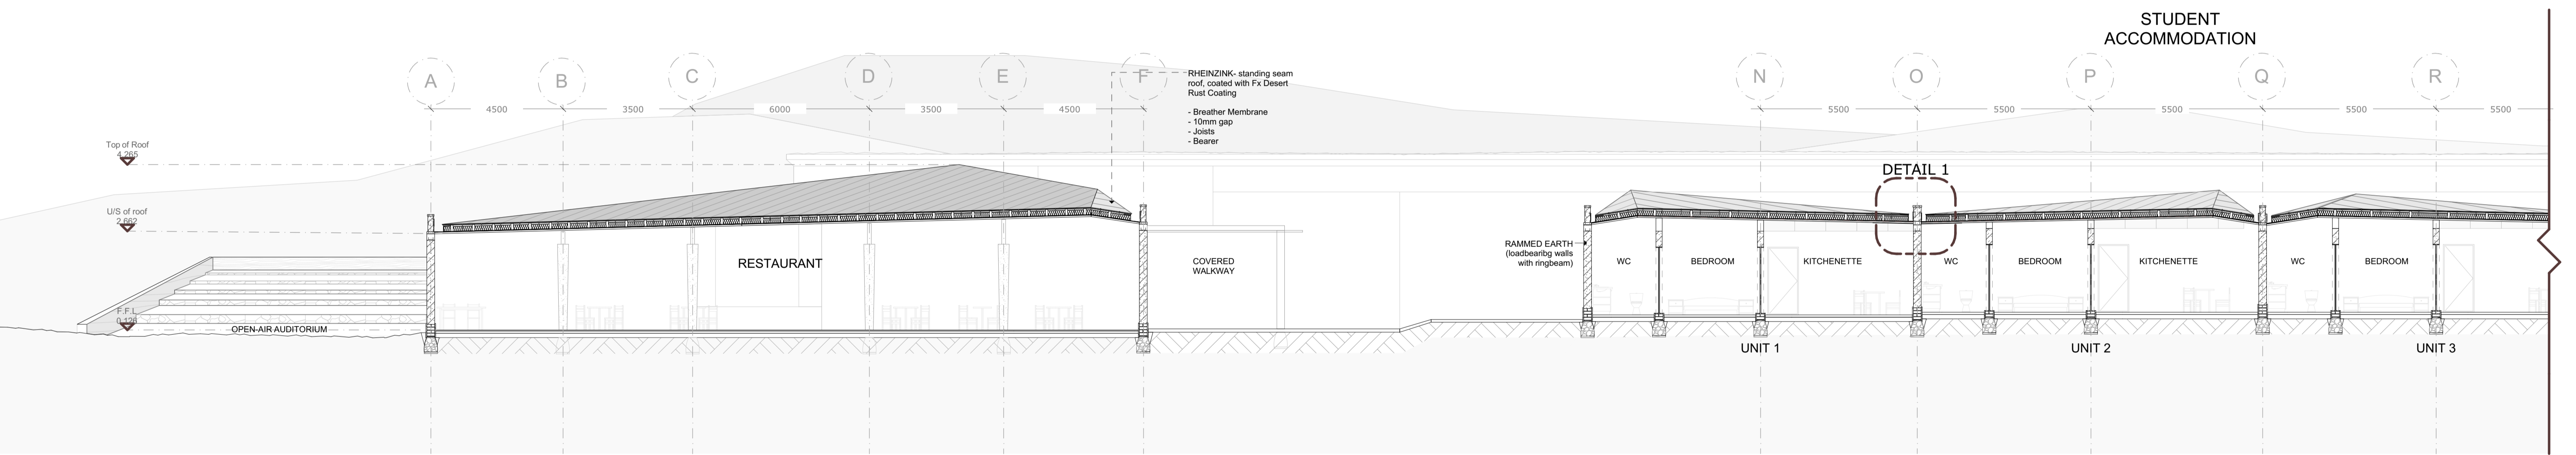 STUDENT
ACCOMMODATION
A
B
C
D
E
F
N
O
P
Q
R
RHEINZINK- standing seam
roof, coated with Fx Desert
Rust Coating
- Breather Membrane
- 10mm gap
- Joists
- Bearer
4500
3500
6000
3500
4500
5500
5500
5500
5500
5500
Top of Roof
4.265
DETAIL 1
U/S of roof
2.662
RAMMED EARTH
(loadbearibg walls
with ringbeam)
RESTAURANT
COVERED
WALKWAY
WC
BEDROOM
KITCHENETTE
WC
BEDROOM
KITCHENETTE
WC
BEDROOM
F.F.L
0.126
OPEN-AIR AUDITORIUM
UNIT 1
UNIT 2
UNIT 3